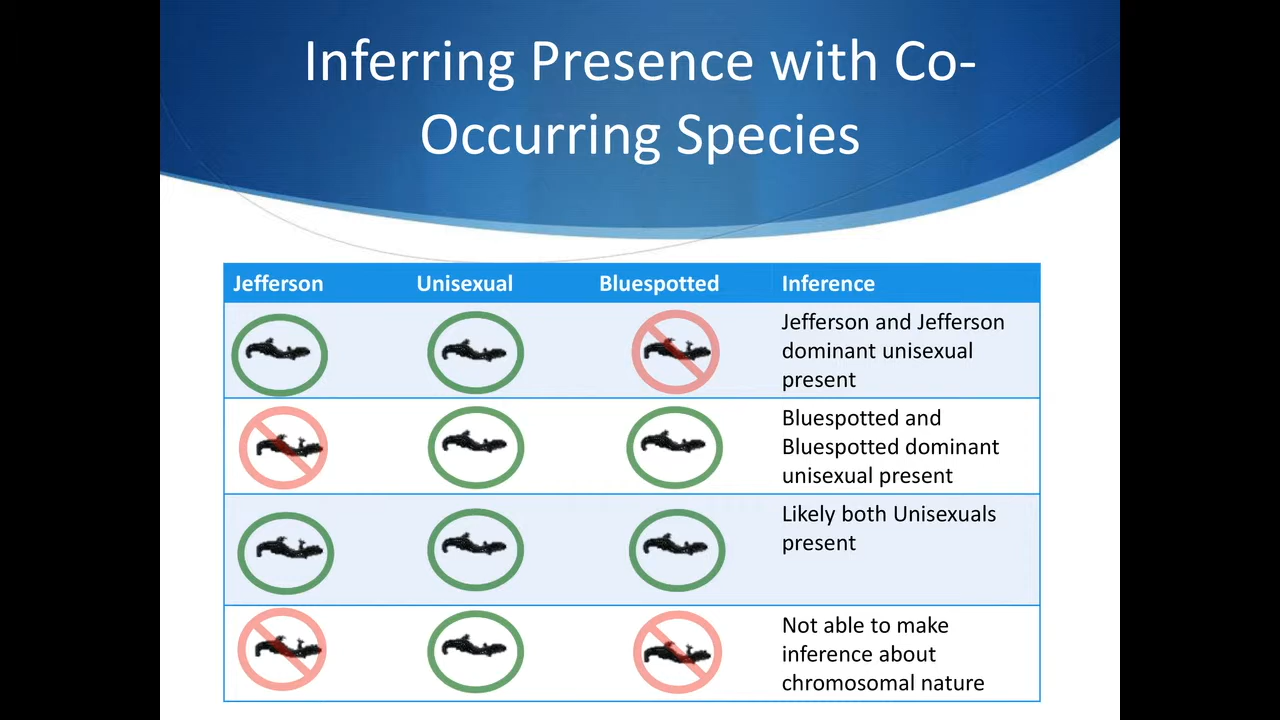 Inferring Presence with Co-
Occurring Species
Jefferson Unisexual Bluespotted Inference
Jefferson and Jefferson
dominant unisexual
present
Bluespotted and
Bluespotted dominant
unisexual present
Likely both Unisexuals
present
Not able to make
inference about
chromosomal nature